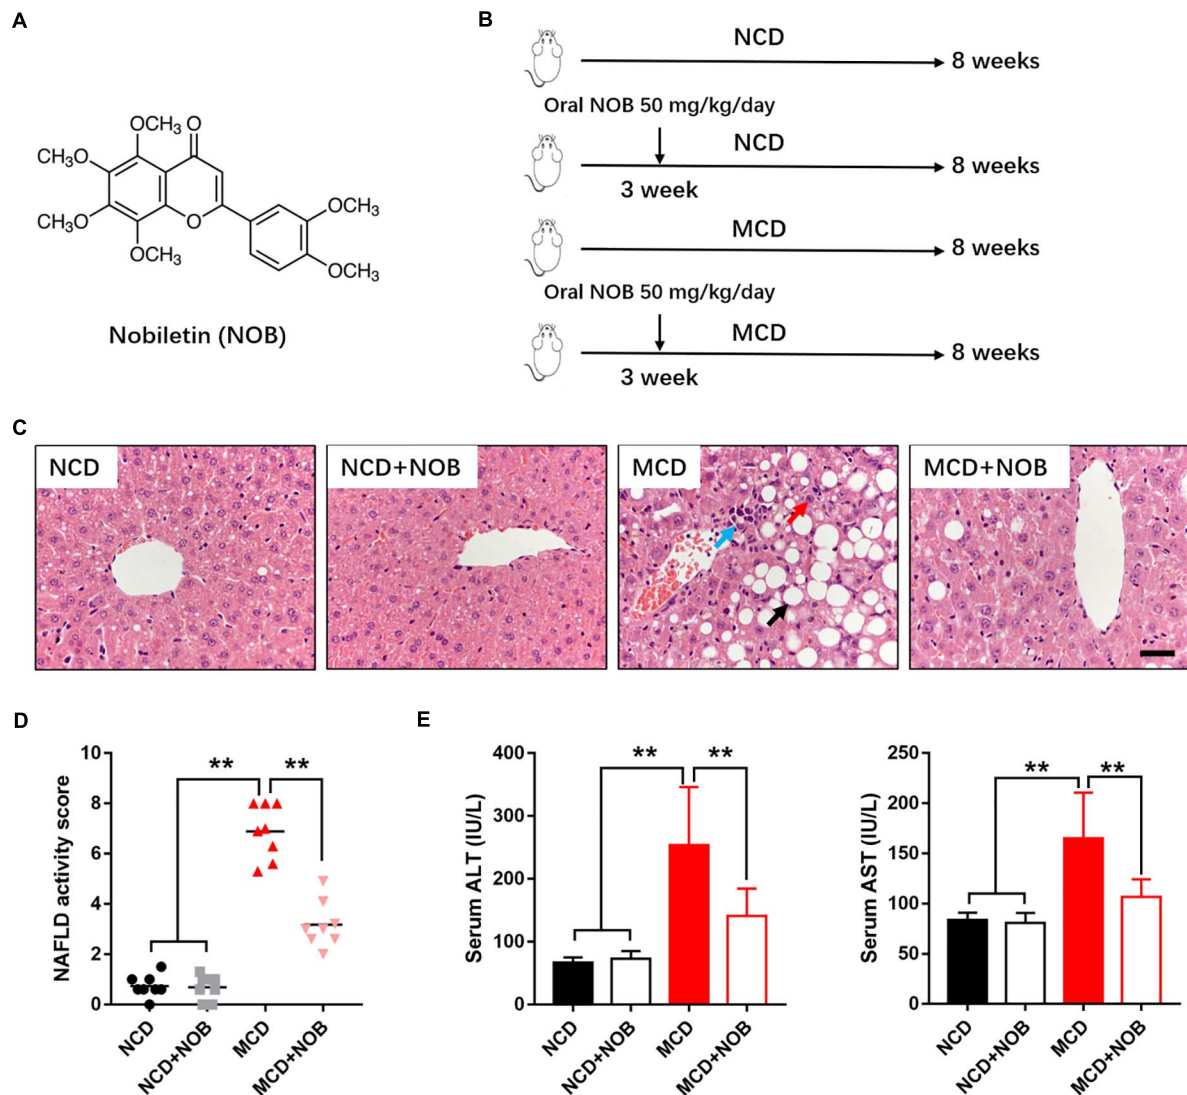 A
OCH3 O
CH3O
CH3O
OCH3
O
OCH3
OCH3
Nobiletin (NOB)
B
NCD
8 weeks
Oral NOB 50 mg/kg/day
NCD
8 weeks
3 week
MCD
8 weeks
Oral NOB 50 mg/kg/day
MCD
8 weeks
3 week
C
NCD
NCD+NOB
MCD
MCD+NOB
D
NAFLD activity score
10
8
6
4
2
0
** **
NCD
NCD+NOB
MCD
MCD+NOB
E
Serum ALT (IU/L)
400
300
200
100
0
** **
NCD
NCD+NOB
MCD
MCD+NOB
Serum AST (IU/L)
250
200
150
100
50
0
** **
NCD
NCD+NOB
MCD
MCD+NOB